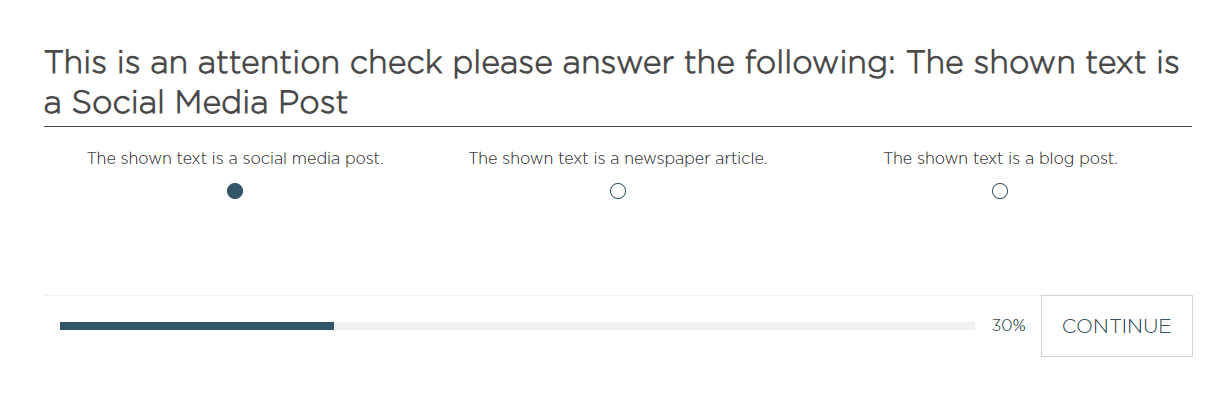 This is an attention check please answer the following: The shown text is
a Social Media Post
The shown text is a social media post.
The shown text is a newspaper article.
The shown text is a blog post.
30%
CONTINUE